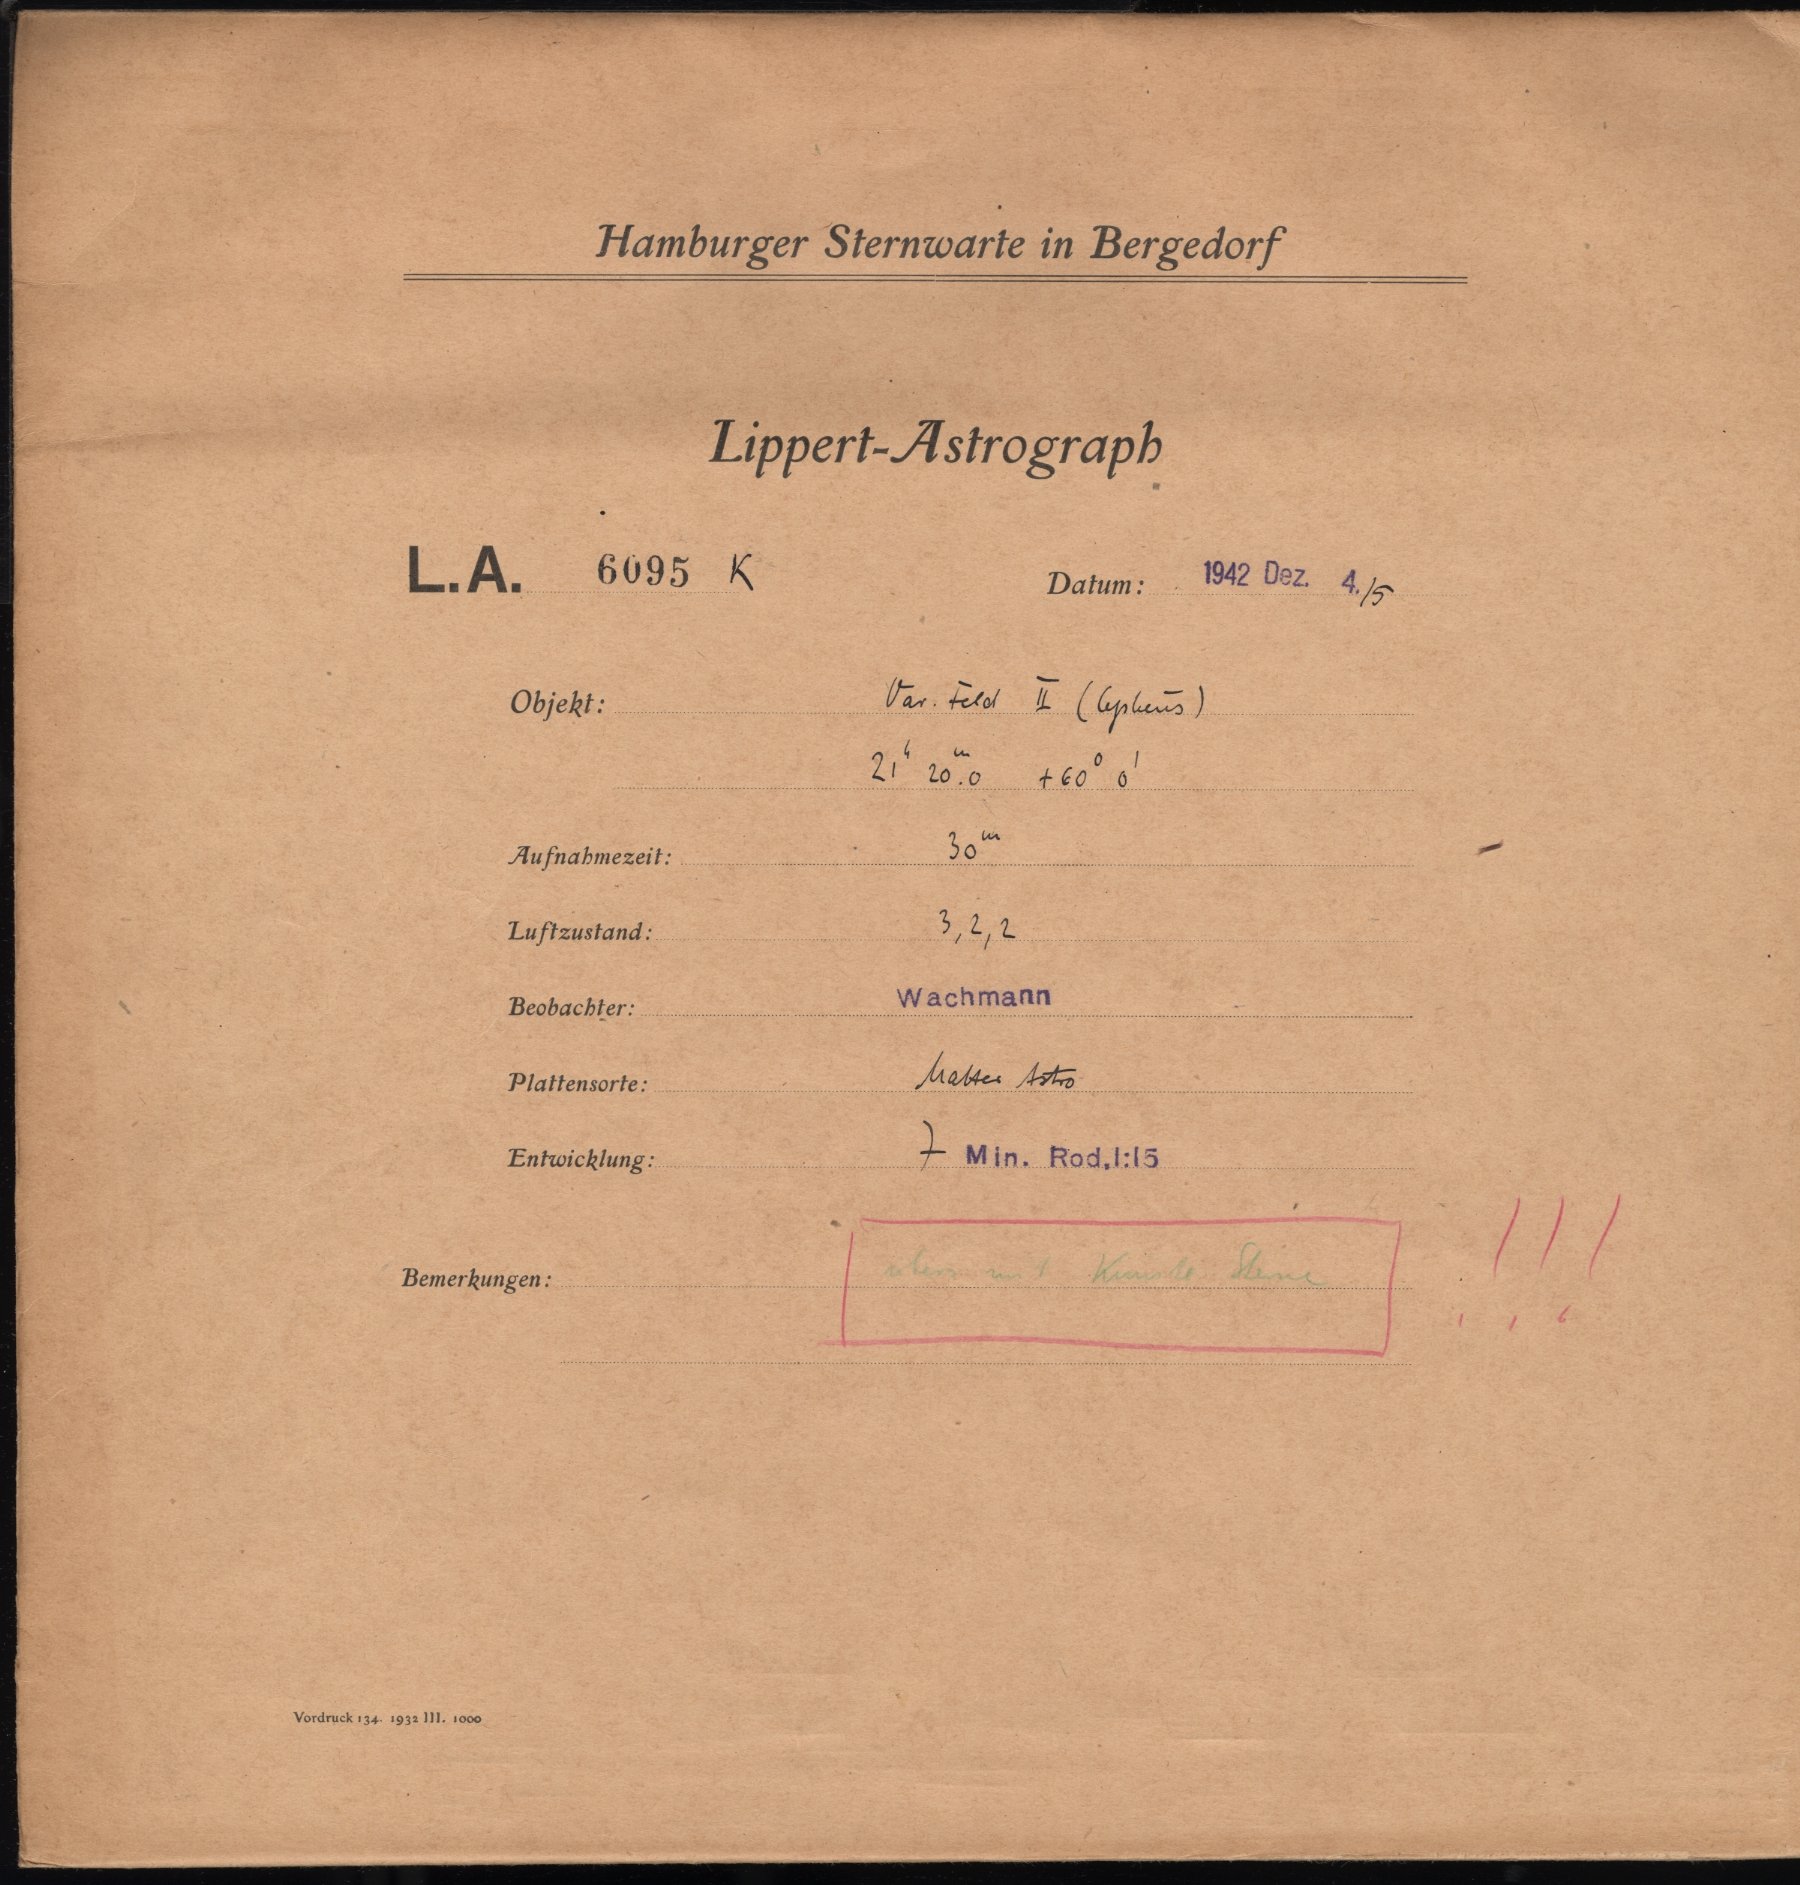 Hamburger Sternwarte in Bergedorf
Lippert-Astrograph
L.A. 6095 K Datum: 1942 Dez. 4./5
Objekt: Var. Feld II (Cepheus)
21h 20m.0 +60° 0'
Aufnahmezeit: 30m
Luftzustand: 3,2,2
Beobachter: Wachmann
Plattensorte: Astro
Entwicklung: 7 Min. Rod.1:15
Bemerkungen: mit !!!
Vordruck 134. 1932 III. 1000